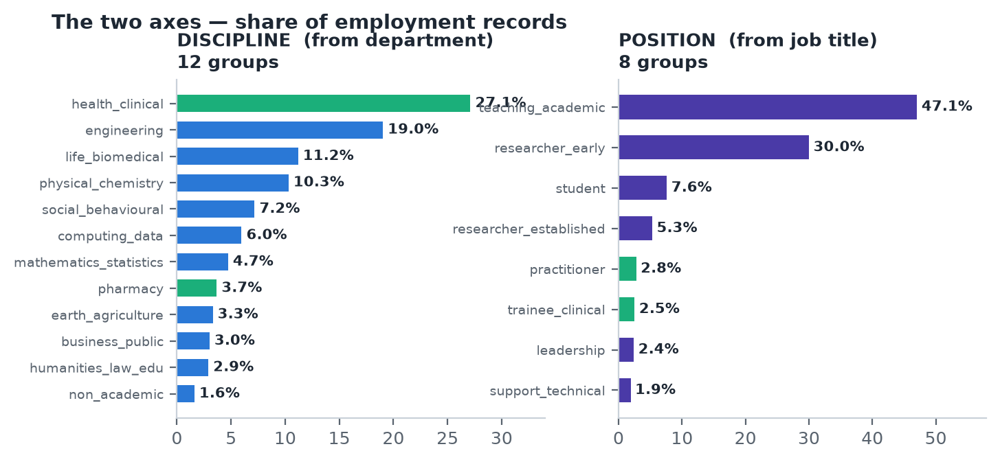 The two axes — share of employment records
DISCIPLINE (from department)
12 groups
health_clinical 27.1%
engineering 19.0%
life_biomedical 11.2%
physical_chemistry 10.3%
social_behavioural 7.2%
computing_data 6.0%
mathematics_statistics 4.7%
pharmacy 3.7%
earth_agriculture 3.3%
business_public 3.0%
humanities_law_edu 2.9%
non_academic 1.6%
0 5 10 15 20 25 30
POSITION (from job title)
8 groups
teaching_academic 47.1%
researcher_early 30.0%
student 7.6%
researcher_established 5.3%
practitioner 2.8%
trainee_clinical 2.5%
leadership 2.4%
support_technical 1.9%
0 10 20 30 40 50